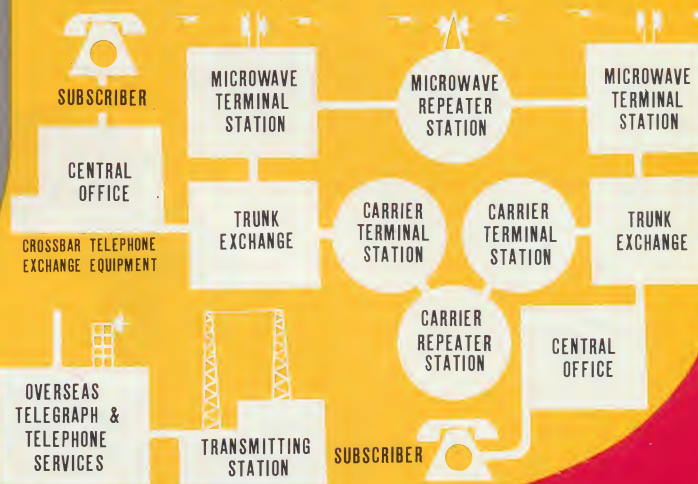 SUBSCRIBER
MICROWAVE
TERMINAL
STATION
MICROWAVE
REPEATER
STATION
MICROWAVE
TERMINAL
STATION
CENTRAL
OFFICE
CROSSBAR TELEPHONE
EXCHANGE EQUIPMENT
TRUNK
EXCHANGE
CARRIER
TERMINAL
STATION
CARRIER
TERMINAL
STATION
TRUNK
EXCHANGE
CARRIER
REPEATER
STATION
CENTRAL
OFFICE
OVERSEAS
TELEGRAPH &
TELEPHONE
SERVICES
TRANSMITTING
STATION
SUBSCRIBER